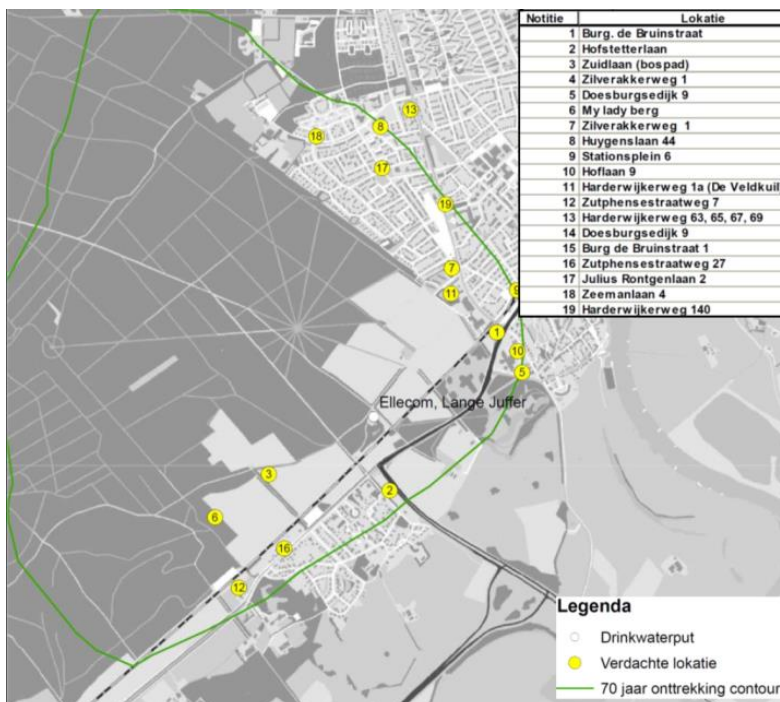 Notitie Lokatie
1 Burg. de Bruinstraat
2 Hofstetterlaan
3 Zuidlaan (bospad)
4 Zilverakkerweg 1
5 Doesburgsedijk 9
6 My lady berg
7 Zilverakkerweg 1
8 Huygenslaan 44
9 Stationsplein 6
10 Hoflaan 9
11 Harderwijkerweg 1a (De Veldkuil
12 Zutphensestraatweg 7
13 Harderwijkerweg 63, 65, 67, 69
14 Doesburgsedijk 9
15 Burg de Bruinstraat 1
16 Zutphensestraatweg 27
17 Julius Rontgenlaan 2
18 Zeemanlaan 4
19 Harderwijkerweg 140
13
8
18
17
19
7
11
9
1
10
5
Ellecom, Lange Juffer
3
2
6
16
12
Legenda
Drinkwaterput
Verdachte lokatie
70 jaar onttrekking contour